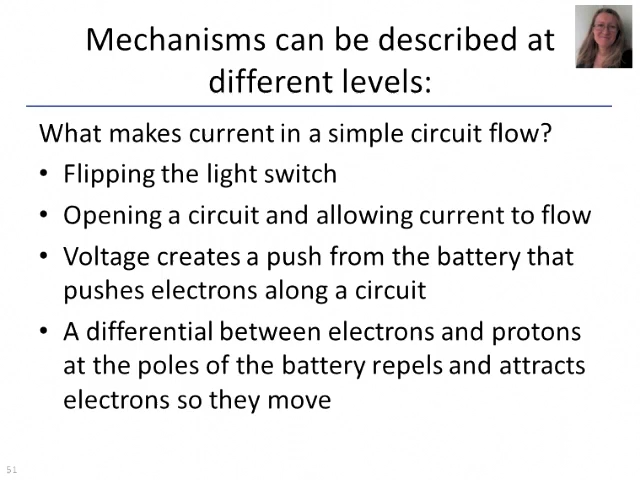 Mechanisms can be described at
different levels:
What makes current in a simple circuit flow?
• Flipping the light switch
• Opening a circuit and allowing current to flow
• Voltage creates a push from the battery that
pushes electrons along a circuit
• A differential between electrons and protons
at the poles of the battery repels and attracts
electrons so they move
51